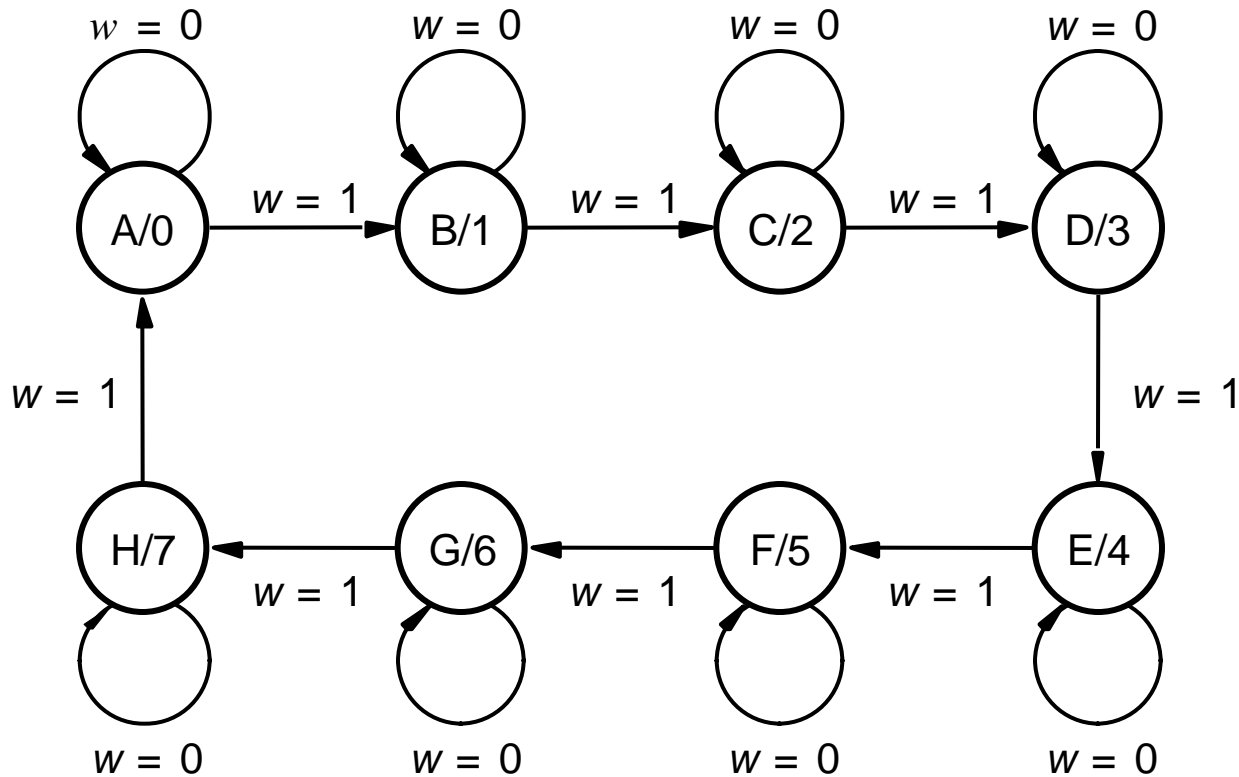 w = 0 w = 0 w = 0 w = 0
w = 1 w = 1 w = 1
A/0 B/1 C/2 D/3
w = 1 w = 1
H/7 G/6 F/5 E/4
w = 1 w = 1 w = 1
w = 0 w = 0 w = 0 w = 0